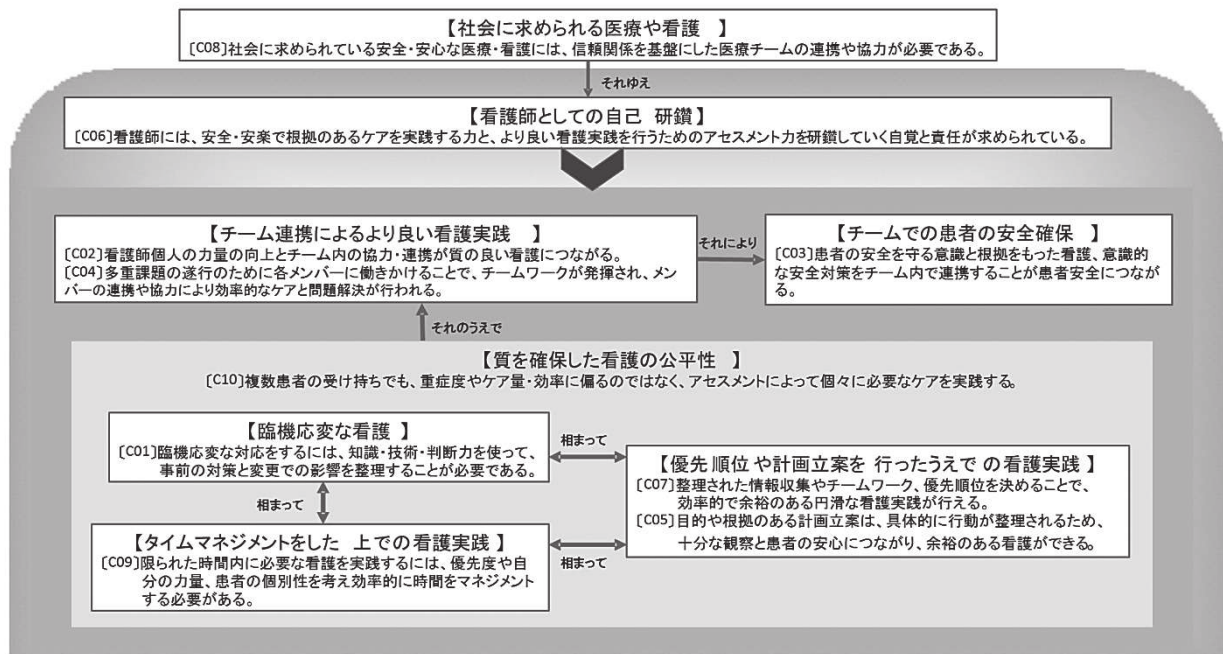 【社会に求められる医療や看護 】
〔C08〕社会に求められている安全・安心な医療・看護には、信頼関係を基盤にした医療チームの連携や協力が必要である。
それゆえ
【看護師としての自己 研鑽】
〔C06〕看護師には、安全・安楽で根拠のあるケアを実践する力と、より良い看護実践を行うためのアセスメント力を研鑽していく自覚と責任が求められている。
【チーム連携によるより良い看護実践 】
〔C02〕看護師個人の力量の向上とチーム内の協力・連携が質の良い看護につながる。
〔C04〕多重課題の遂行のために各メンバーに働きかけることで、チームワークが発揮され、メン
バーの連携や協力により効率的なケアと問題解決が行われる。
それにより
【チームでの患者の安全確保 】
〔C03〕患者の安全を守る意識と根拠をもった看護、意識的
な安全対策をチーム内で連携することが患者安全につなが
る。
それのうえで
【質を確保した看護の公平性 】
〔C10〕複数患者の受け持ちでも、重症度やケア量・効率に偏るのではなく、アセスメントによって個々に必要なケアを実践する。
【臨機応変な看護 】
〔C01〕臨機応変な対応をするには、知識・技術・判断力を使って、
事前の対策と変更での影響を整理することが必要である。
相まって
【優先順位や計画立案を 行ったうえで の看護実践 】
〔C07〕整理された情報収集やチームワーク、優先順位を決めることで、
効率的で余裕のある円滑な看護実践が行える。
〔C05〕目的や根拠のある計画立案は、具体的に行動が整理されるため、
十分な観察と患者の安心につながり、余裕のある看護ができる。
相まって
【タイムマネジメントをした 上での看護実践 】
〔C09〕限られた時間内に必要な看護を実践するには、優先度や自
分の力量、患者の個別性を考え効率的に時間をマネジメント
する必要がある。
相まって